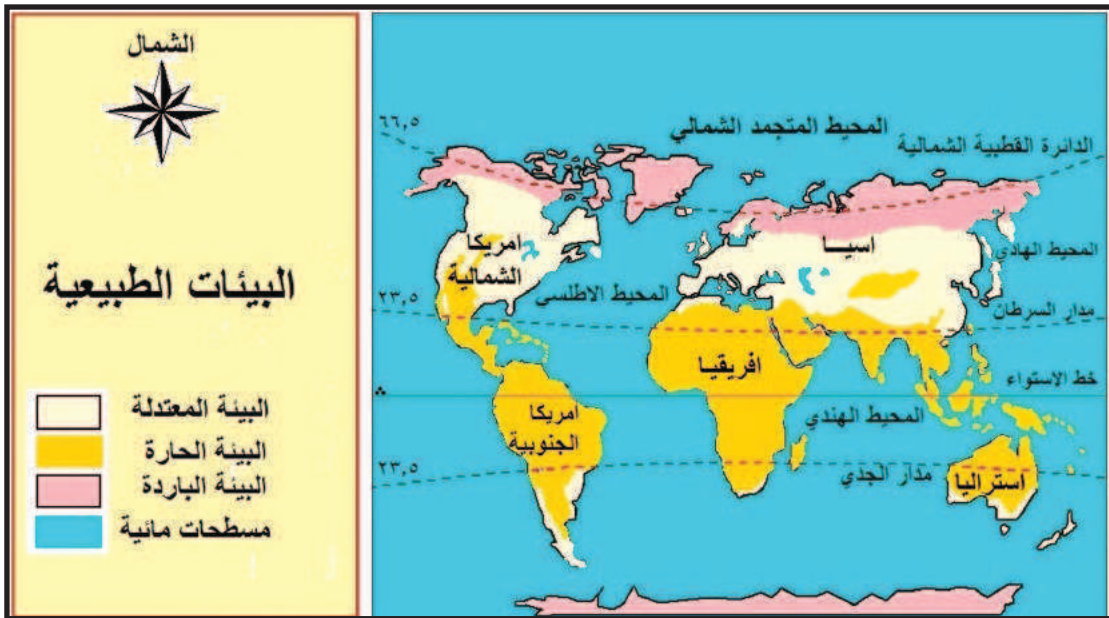 الشمال
البيئات الطبيعية
البيئة المعتدلة
البيئة الحارة
البيئة الباردة
مسطحات مائية
٦٦,٥
المحيط المتجمد الشمالي
الدائرة القطبية الشمالية
امريكا
الشمالية
اسيا
المحيط الهادي
٢٣,٥
المحيط الاطلسي
مدار السرطان
افريقيا
خط الاستواء
أمريكا
الجنوبية
المحيط الهندي
٢٣,٥
مدار الجدي
استراليا